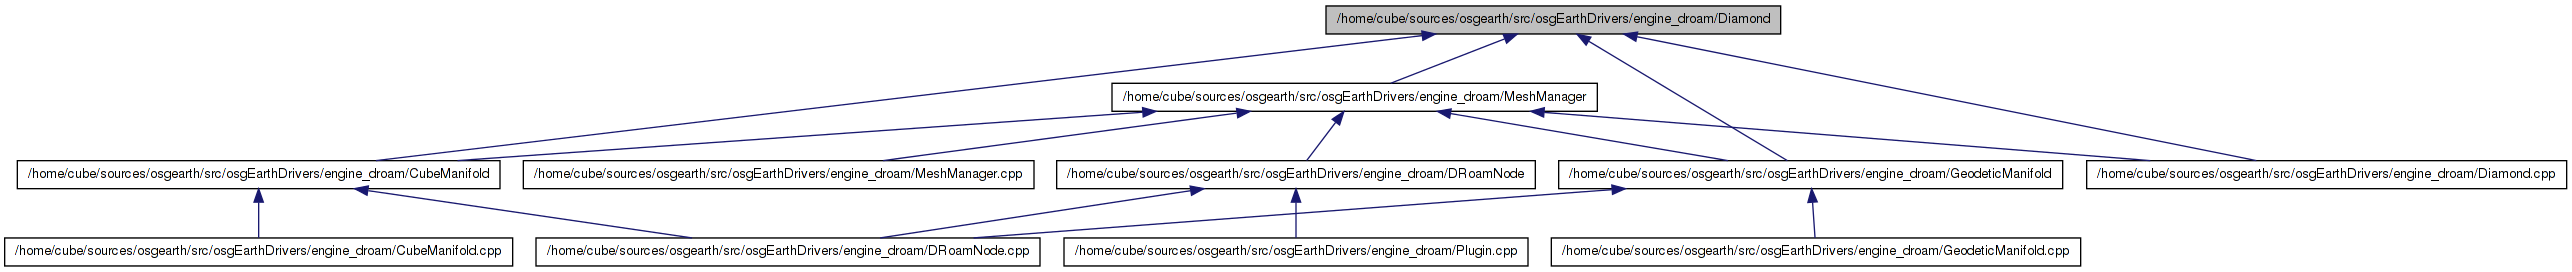 /home/cube/sources/osgearth/src/osgEarthDrivers/engine_droam/Diamond
/home/cube/sources/osgearth/src/osgEarthDrivers/engine_droam/MeshManager
/home/cube/sources/osgearth/src/osgEarthDrivers/engine_droam/CubeManifold
/home/cube/sources/osgearth/src/osgEarthDrivers/engine_droam/MeshManager.cpp
/home/cube/sources/osgearth/src/osgEarthDrivers/engine_droam/DRoamNode
/home/cube/sources/osgearth/src/osgEarthDrivers/engine_droam/GeodeticManifold
/home/cube/sources/osgearth/src/osgEarthDrivers/engine_droam/Diamond.cpp
/home/cube/sources/osgearth/src/osgEarthDrivers/engine_droam/CubeManifold.cpp
/home/cube/sources/osgearth/src/osgEarthDrivers/engine_droam/DRoamNode.cpp
/home/cube/sources/osgearth/src/osgEarthDrivers/engine_droam/Plugin.cpp
/home/cube/sources/osgearth/src/osgEarthDrivers/engine_droam/GeodeticManifold.cpp